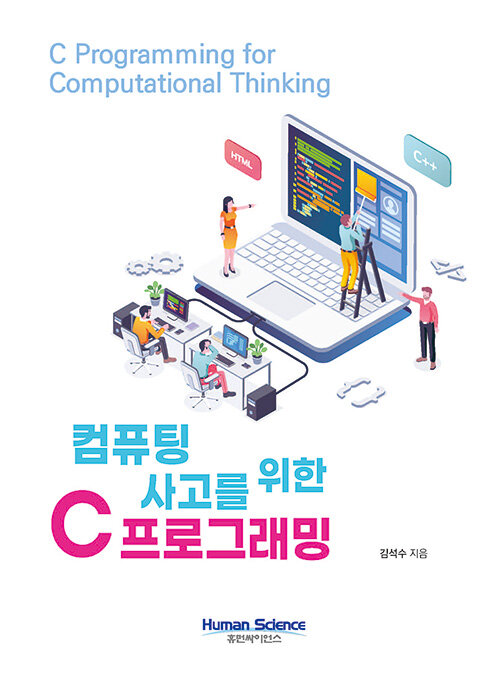 C Programming for
Computational Thinking
HTML
C++
컴퓨팅
사고를 위한
C 프로그래밍
김석수 지음
Human Science
휴먼싸이언스